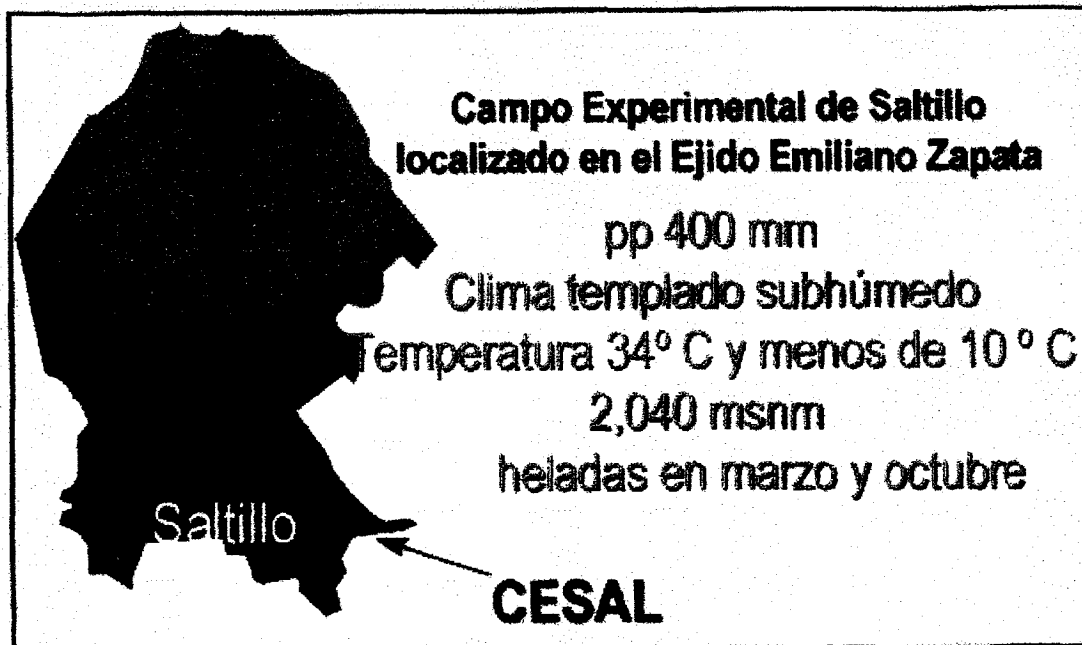 Campo Experimental de Saltillo
localizado en el Ejido Emiliano Zapata
pp 400 mm
Clima templado subhúmedo
Temperatura 34º C y menos de 10 º C
2,040 msnm
heladas en marzo y octubre
Saltillo
CESAL